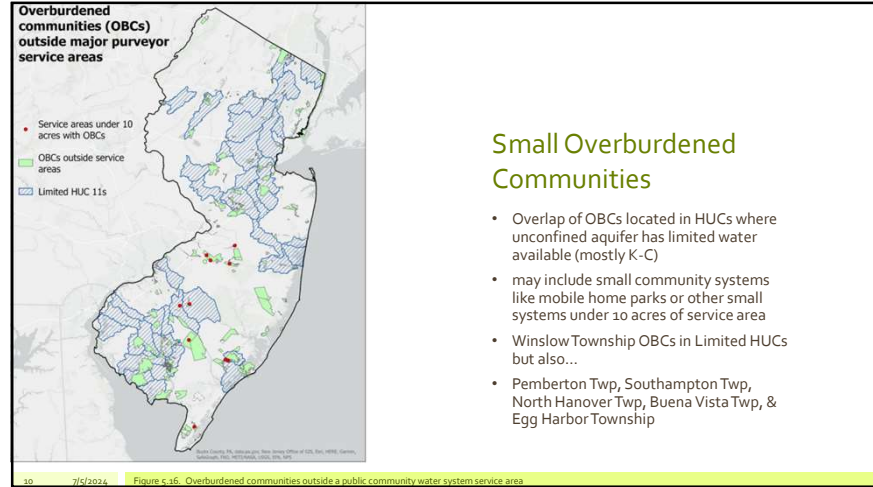 Overburdened
communities (OBCs)
outside major purveyor
service areas
Service areas under 10
acres with OBCs
OBCs outside service
areas
Limited HUC 11s
Small Overburdened
Communities
• Overlap of OBCs located in HUCs where
unconfined aquifer has limited water
available (mostly K-C)
• may include small community systems
like mobile home parks or other small
systems under 10 acres of service area
• Winslow Township OBCs in Limited HUCs
but also...
• Pemberton Twp, Southampton Twp,
North Hanover Twp, Buena Vista Twp, &
Egg Harbor Township
10 7/5/2024 Figure 5.16. Overburdened communities outside a public community water system service area